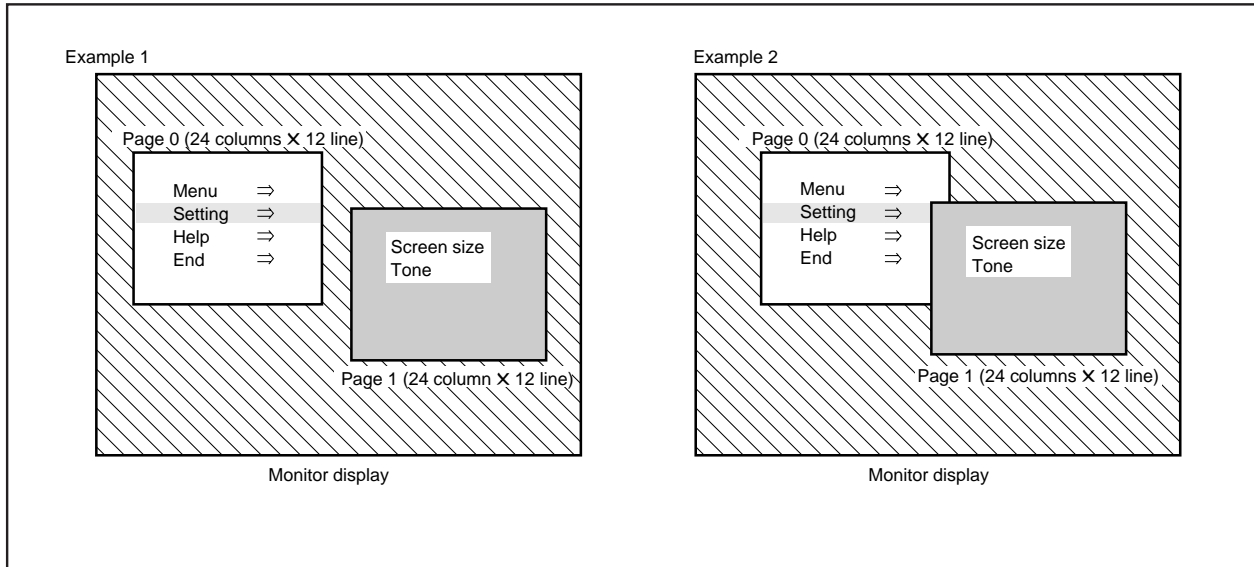 Example 1
Page 0 (24 columns ✕ 12 line)
Menu ⇒
Setting ⇒
Help ⇒
End ⇒
Screen size
Tone
Page 1 (24 column ✕ 12 line)
Monitor display
Example 2
Page 0 (24 columns ✕ 12 line)
Menu ⇒
Setting ⇒
Help ⇒
End ⇒
Screen size
Tone
Page 1 (24 columns ✕ 12 line)
Monitor display